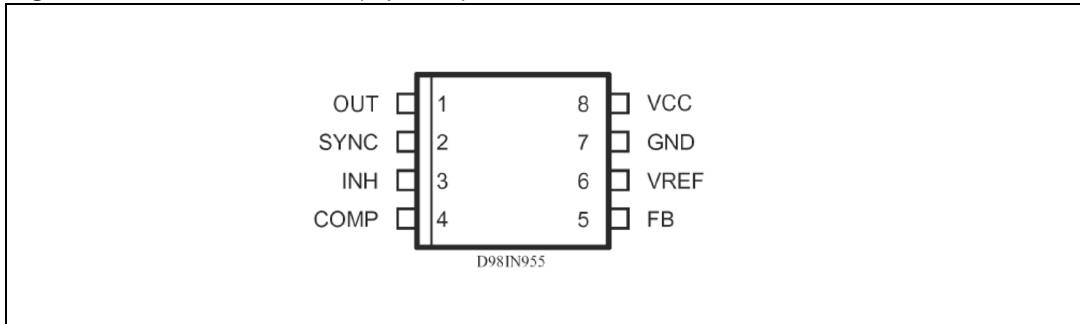 OUT 1 8 VCC
SYNC 2 7 GND
INH 3 6 VREF
COMP 4 5 FB
D98IN955